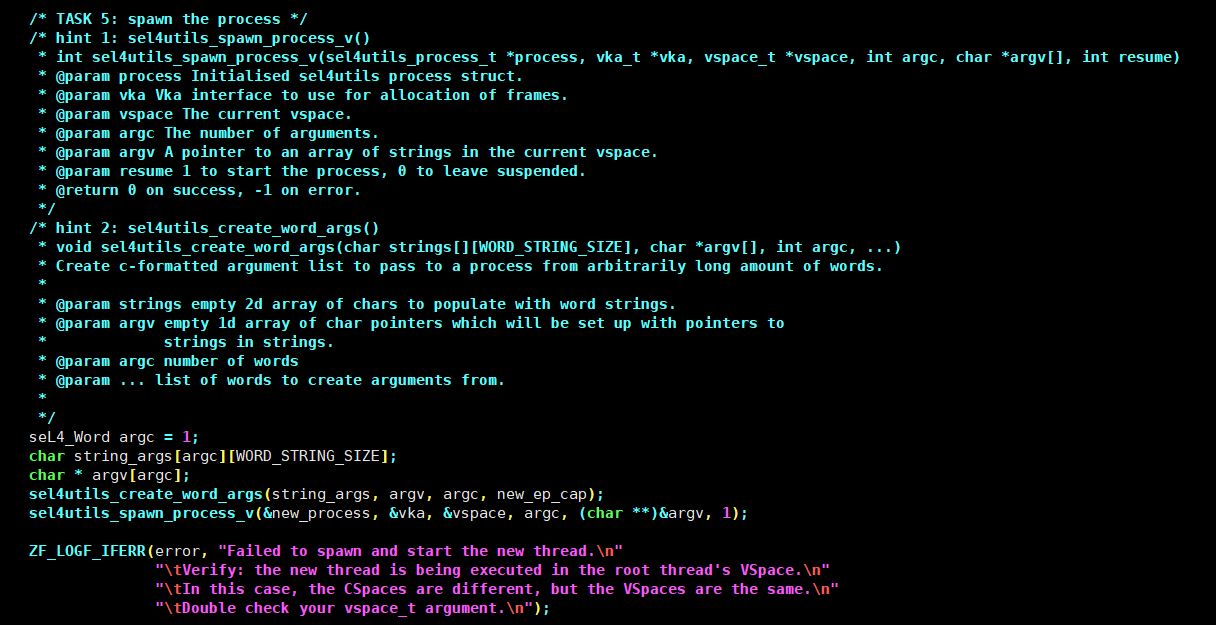 /* TASK 5: spawn the process */
/* hint 1: sel4utils_spawn_process_v()
 * int sel4utils_spawn_process_v(sel4utils_process_t *process, vka_t *vka, vspace_t *vspace, int argc, char *argv[], int resume)
 * @param process Initialised sel4utils process struct.
 * @param vka Vka interface to use for allocation of frames.
 * @param vspace The current vspace.
 * @param argc The number of arguments.
 * @param argv A pointer to an array of strings in the current vspace.
 * @param resume 1 to start the process, 0 to leave suspended.
 * @return 0 on success, -1 on error.
 */
/* hint 2: sel4utils_create_word_args()
 * void sel4utils_create_word_args(char strings[][WORD_STRING_SIZE], char *argv[], int argc, ...)
 * Create c-formatted argument list to pass to a process from arbitrarily long amount of words.
 *
 * @param strings empty 2d array of chars to populate with word strings.
 * @param argv empty 1d array of char pointers which will be set up with pointers to
 *             strings in strings.
 * @param argc number of words
 * @param ... list of words to create arguments from.
 *
 */
seL4_Word argc = 1;
char string_args[argc][WORD_STRING_SIZE];
char * argv[argc];
sel4utils_create_word_args(string_args, argv, argc, new_ep_cap);
sel4utils_spawn_process_v(&new_process, &vka, &vspace, argc, (char **)&argv, 1);

ZF_LOGF_IFERR(error, "Failed to spawn and start the new thread.\n"
              "\tVerify: the new thread is being executed in the root thread's VSpace.\n"
              "\tIn this case, the CSpaces are different, but the VSpaces are the same.\n"
              "\tDouble check your vspace_t argument.\n");